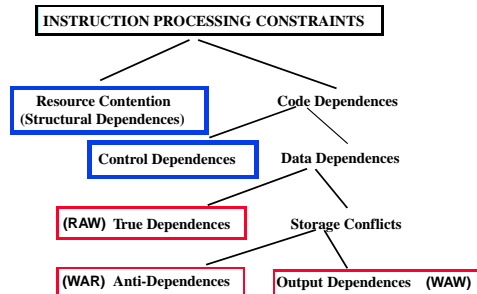 INSTRUCTION PROCESSING CONSTRAINTS
Resource Contention
(Structural Dependences)
Code Dependences
Control Dependences
Data Dependences
(RAW) True Dependences
Storage Conflicts
(WAR) Anti-Dependences
Output Dependences (WAW)